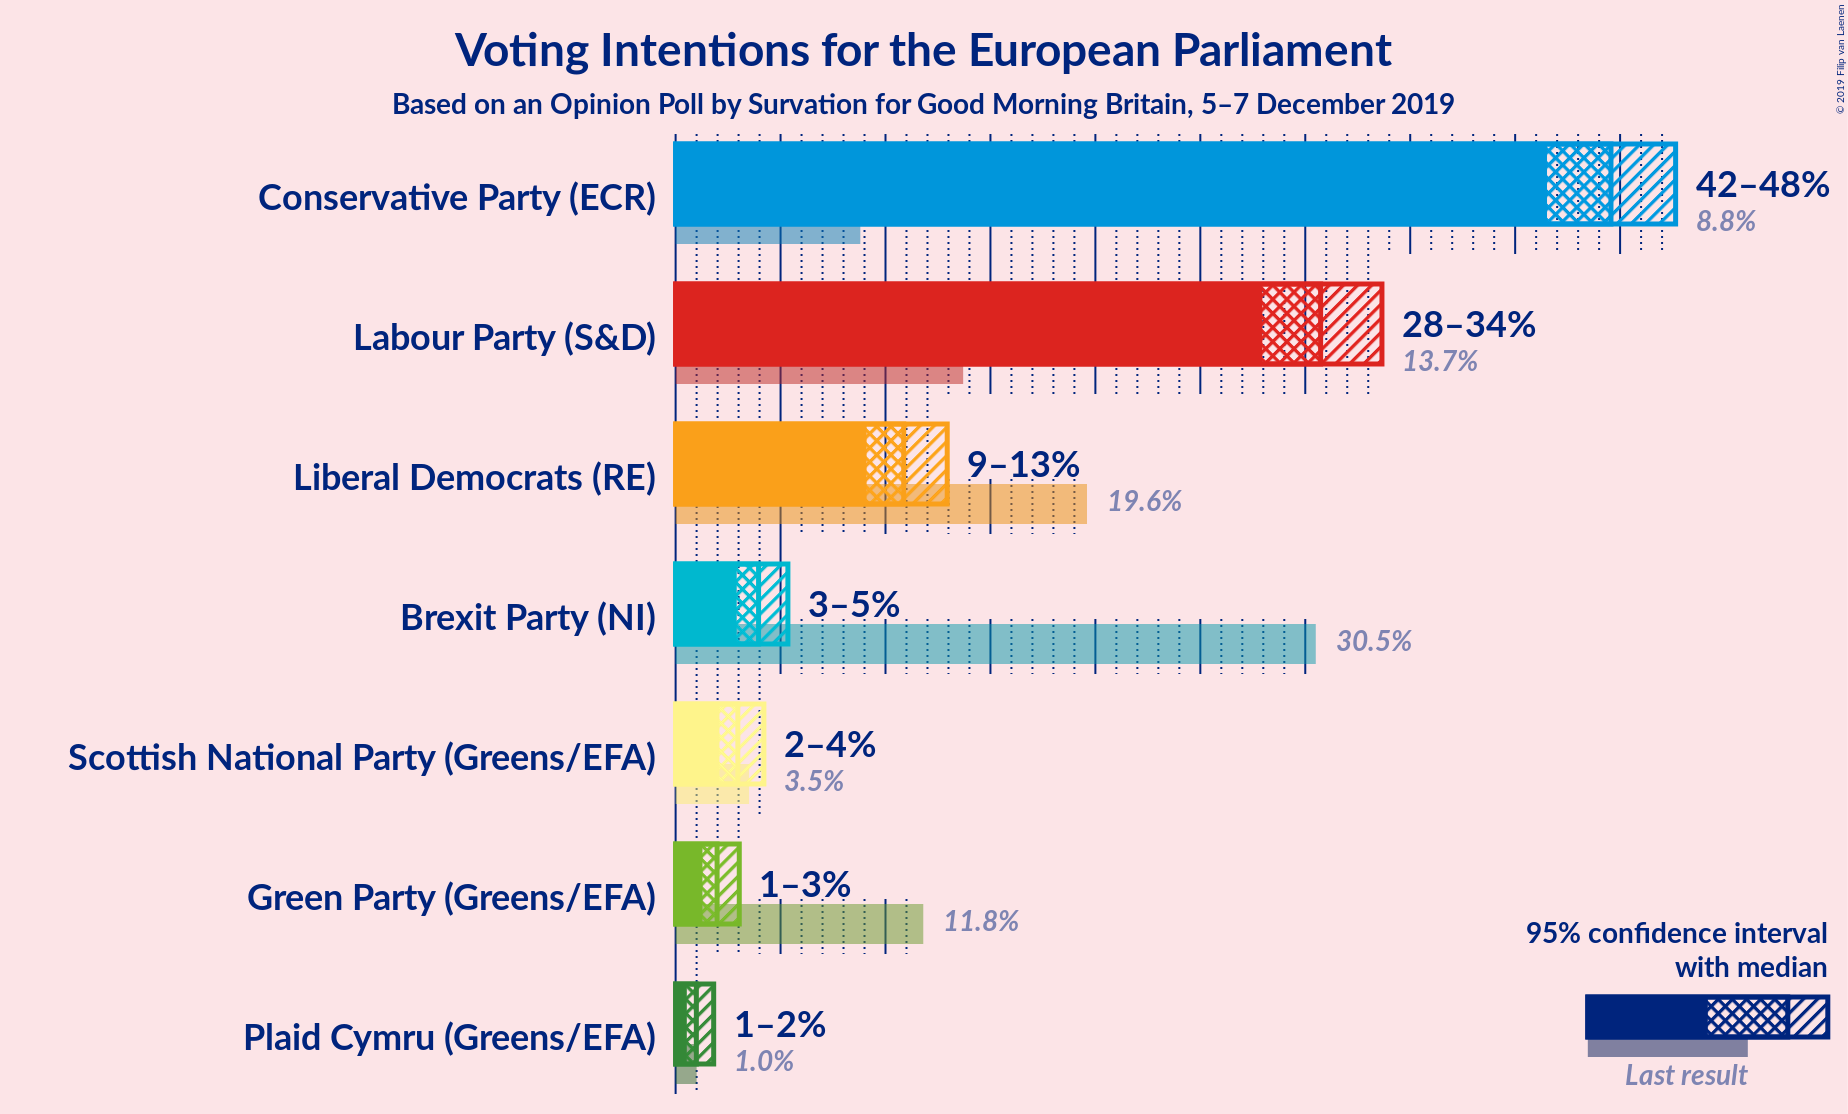 Voting Intentions for the European Parliament
Based on an Opinion Poll by Survation for Good Morning Britain, 5–7 December 2019
© 2019 Filip van Laenen
Conservative Party (ECR)
42–48%
8.8%
Labour Party (S&D)
28–34%
13.7%
Liberal Democrats (RE)
9–13%
19.6%
Brexit Party (NI)
3–5%
30.5%
Scottish National Party (Greens/EFA)
2–4%
3.5%
Green Party (Greens/EFA)
1–3%
11.8%
Plaid Cymru (Greens/EFA)
1–2%
1.0%
95% confidence interval
with median
Last result